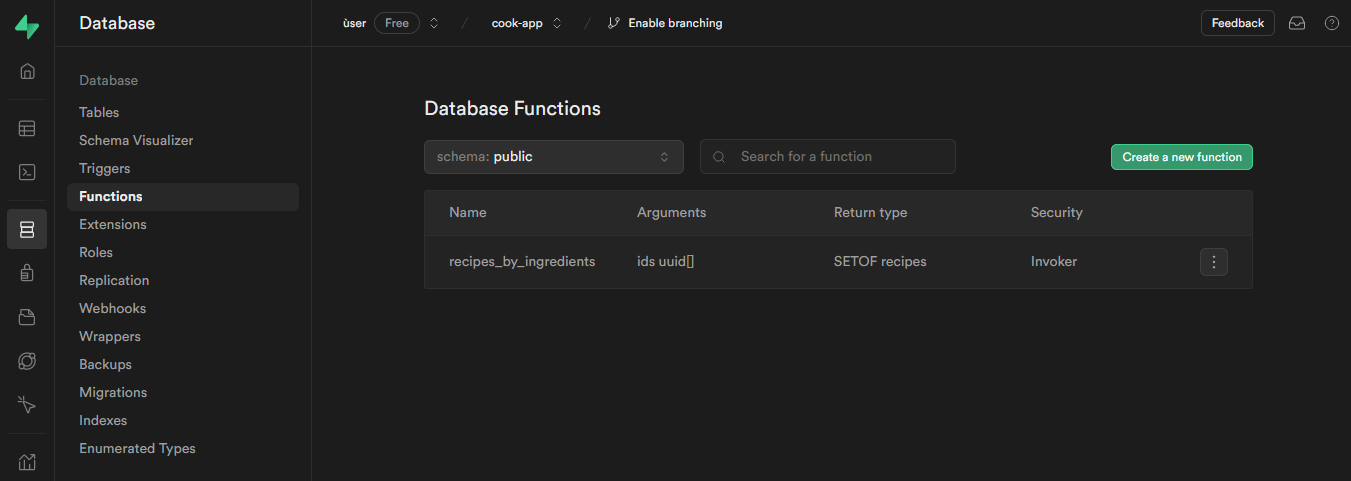 Database
ùser Free / cook-app / Enable branching
Feedback
Database
Tables
Schema Visualizer
Triggers
Functions
Extensions
Roles
Replication
Webhooks
Wrappers
Backups
Migrations
Indexes
Enumerated Types
Database Functions
schema: public
Search for a function
Create a new function
Name Arguments Return type Security
recipes_by_ingredients ids uuid[] SETOF recipes Invoker